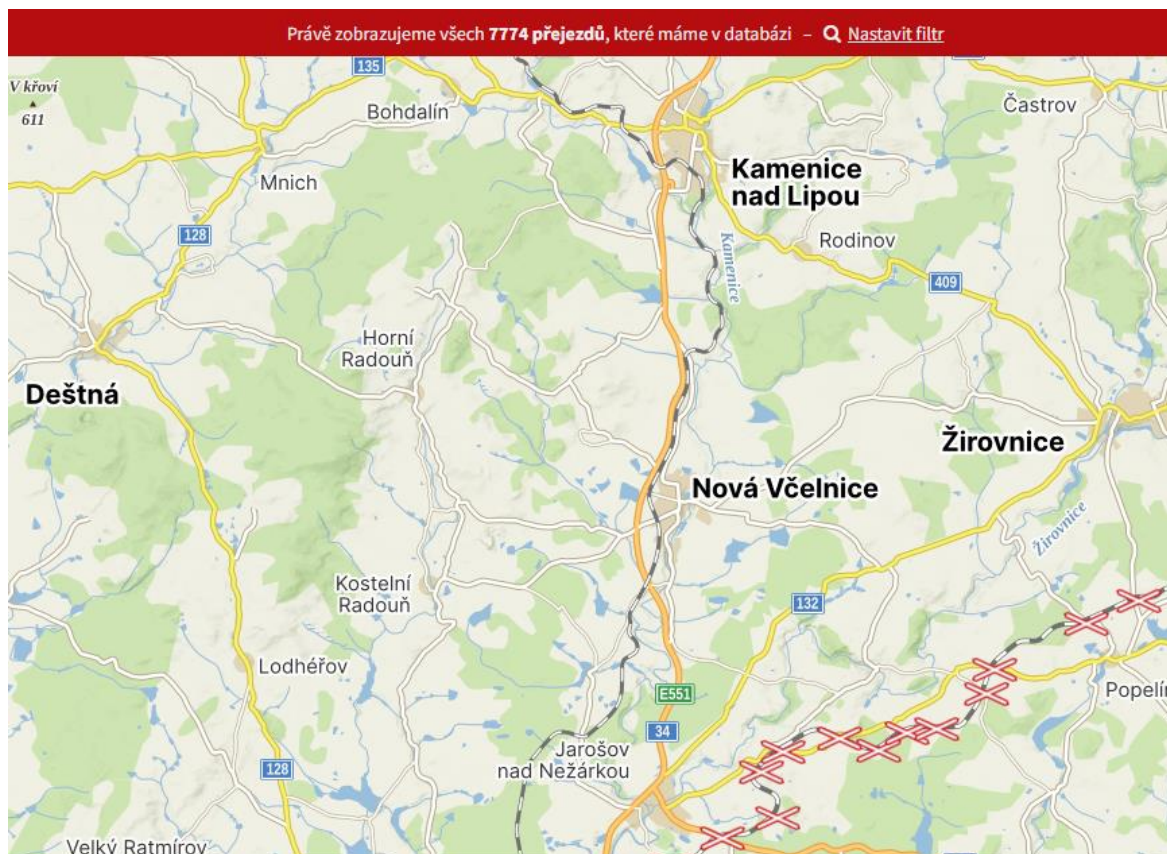 Právě zobrazujeme všech 7774 přejezdů, které máme v databázi – Nastavit filtr
V křoví
611
135
Bohdalín
Častrov
Mnich
Kamenice
nad Lipou
128
Kamenice
Rodinov
409
Horní
Radouň
Deštná
Žirovnice
Nová Včelnice
Žirovnice
Kostelní
Radouň
132
Lodhéřov
E551
Popelín
34
Jarošov
nad Nežárkou
128
Velký Ratmírov